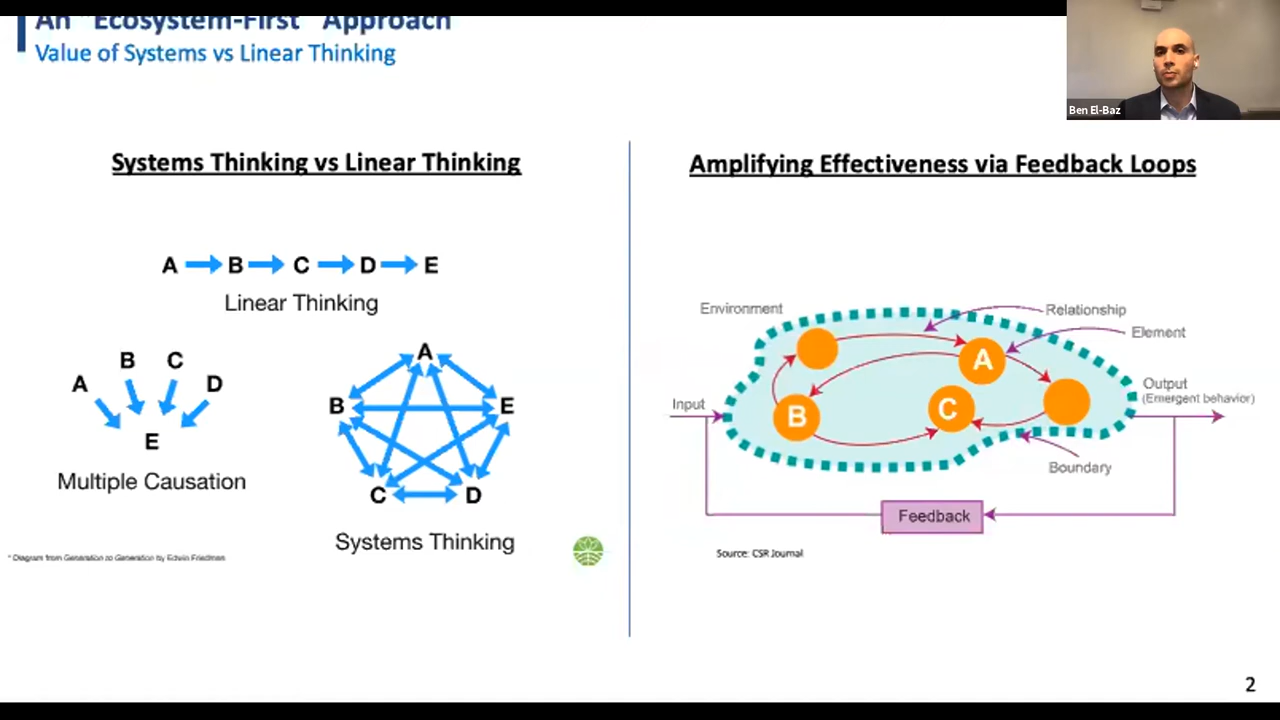 An "Ecosystem-First" Approach
Value of Systems vs Linear Thinking
Ben El-Baz
Systems Thinking vs Linear Thinking
A B C D E
Linear Thinking
A B C D
E
Multiple Causation
A
B E
C D
Systems Thinking
* Diagram from Generation to Generation by Edwin Friedman
Amplifying Effectiveness via Feedback Loops
Environment
Relationship
Element
A
B
C
Input
Output
(Emergent behavior)
Boundary
Feedback
Source: CSR Journal
2